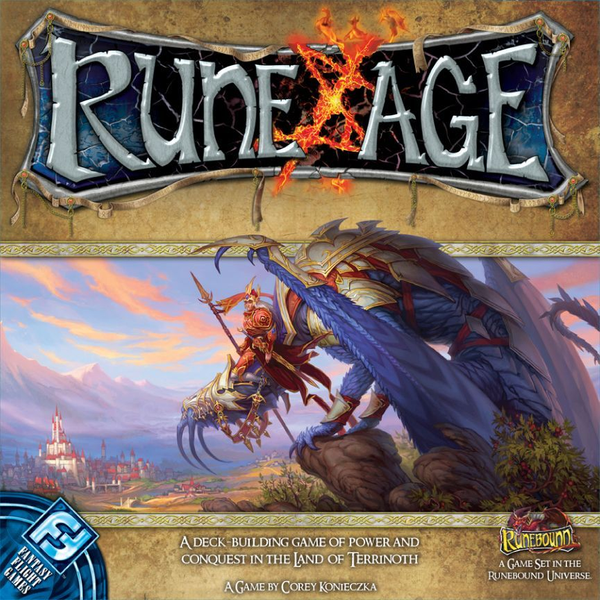 RUNE AGE
A DECK-BUILDING GAME OF POWER AND
CONQUEST IN THE LAND OF TERRINOTH
A GAME BY COREY KONIECZKA
FANTASY
FLIGHT
GAMES
RUNEBOUND
A GAME SET IN THE
RUNEBOUND UNIVERSE.